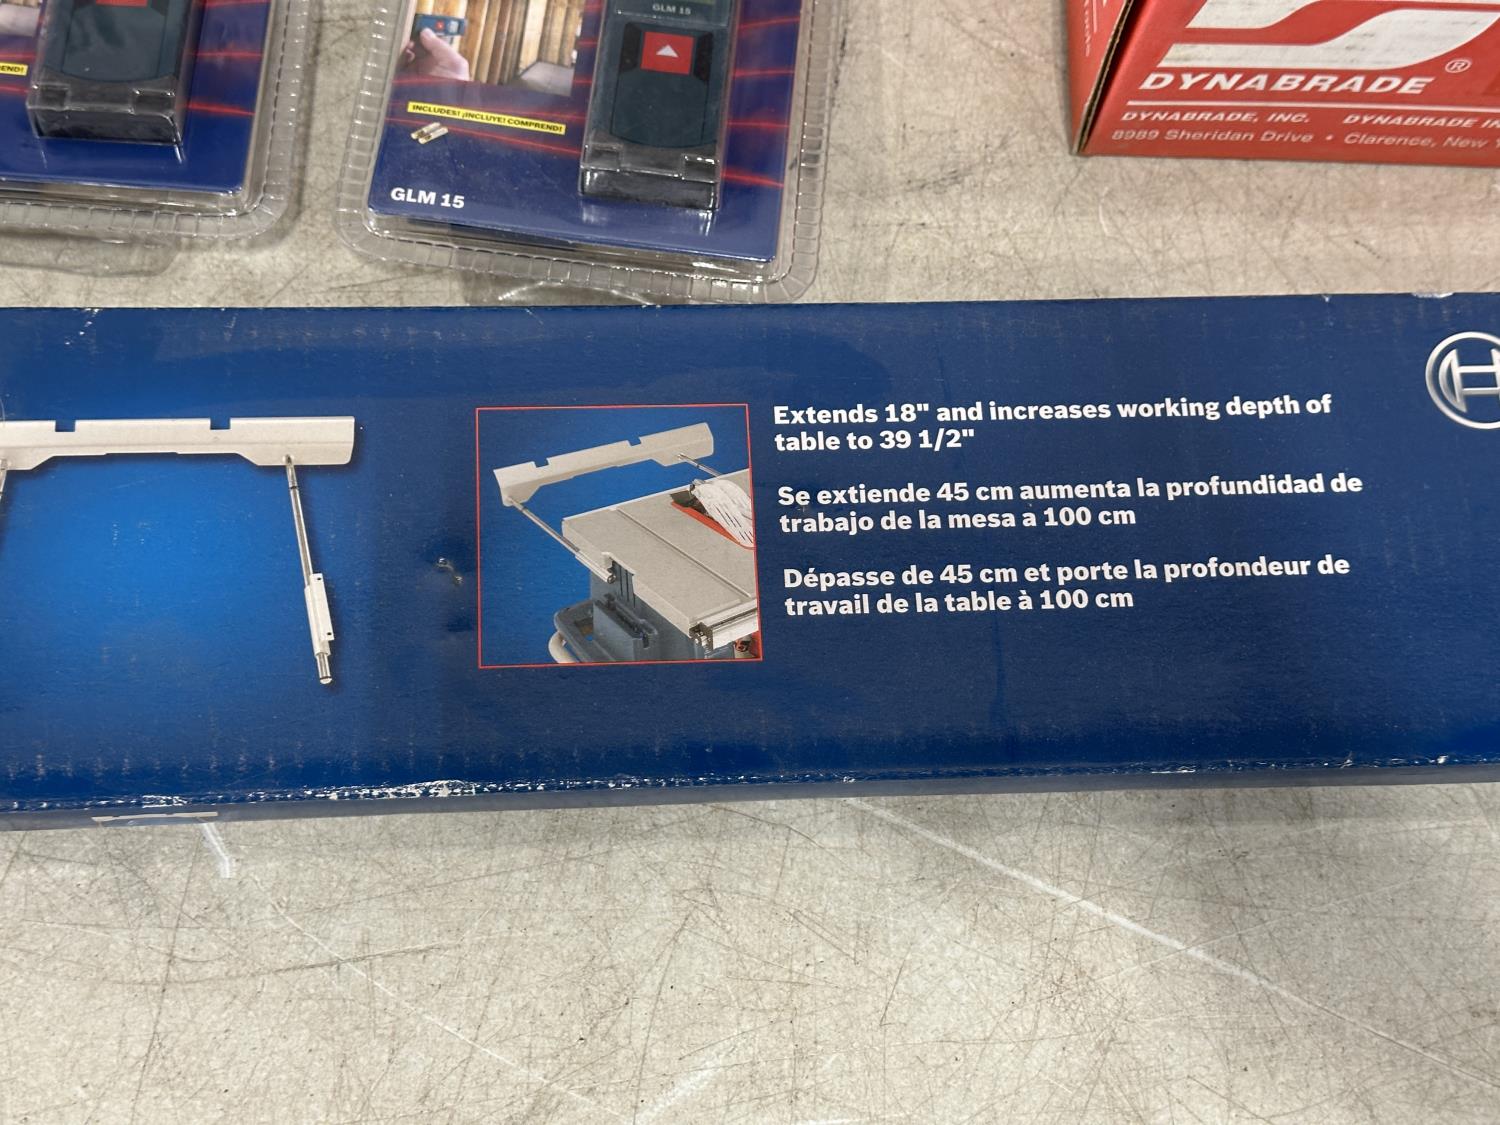 GLM 15
END!
INCLUDES! ¡INCLUYE! COMPREND!
GLM 15
DYNABRADE®
DYNABRADE, INC. DYNABRADE IN
8989 Sheridan Drive • Clarence, New Y
Extends 18" and increases working depth of
table to 39 1/2"
Se extiende 45 cm aumenta la profundidad de
trabajo de la mesa a 100 cm
Dépasse de 45 cm et porte la profondeur de
travail de la table à 100 cm